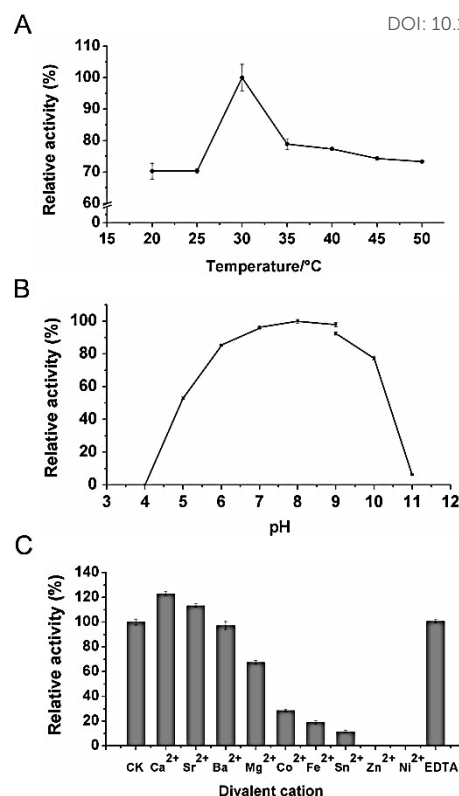 A
DOI: 10.
Relative activity (%)
110
100
90
80
70
60
0
15 20 25 30 35 40 45 50
Temperature/°C
B
Relative activity (%)
100
80
60
40
20
0
3 4 5 6 7 8 9 10 11 12
pH
C
Relative activity (%)
140
120
100
80
60
40
20
0
CK Ca2+ Sr2+ Ba2+ Mg2+ Co2+ Fe2+ Sn2+ Zn2+ Ni2+ EDTA
Divalent cation